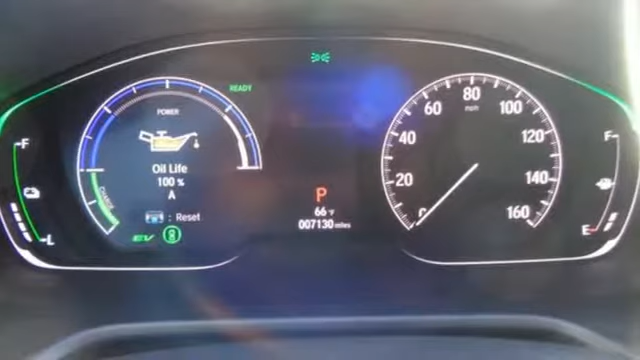 READY
POWER
Oil Life
100 %
A
: Reset
CHARGE
EV
F
L
P
66 °F
007130 miles
0
20
40
60
80
100
120
140
160
mph
F
E